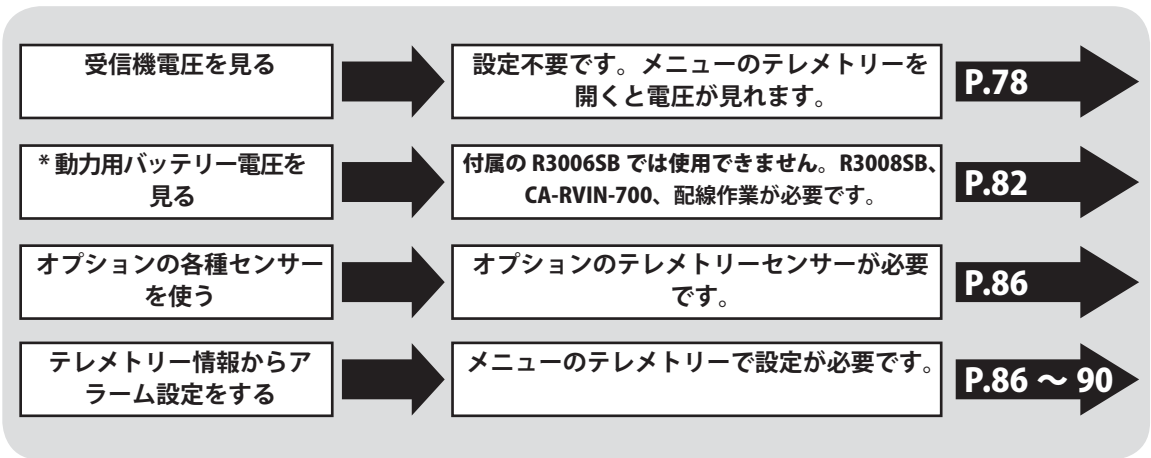 受信機電圧を見る
設定不要です。メニューのテレメトリーを
開くと電圧が見れます。
P.78
*動力用バッテリー電圧を
見る
付属の R3006SB では使用できません。R3008SB、
CA-RVIN-700、配線作業が必要です。
P.82
オプションの各種センサー
を使う
オプションのテレメトリーセンサーが必要
です。
P.86
テレメトリー情報からア
ラーム設定をする
メニューのテレメトリーで設定が必要です。
P.86 ～ 90